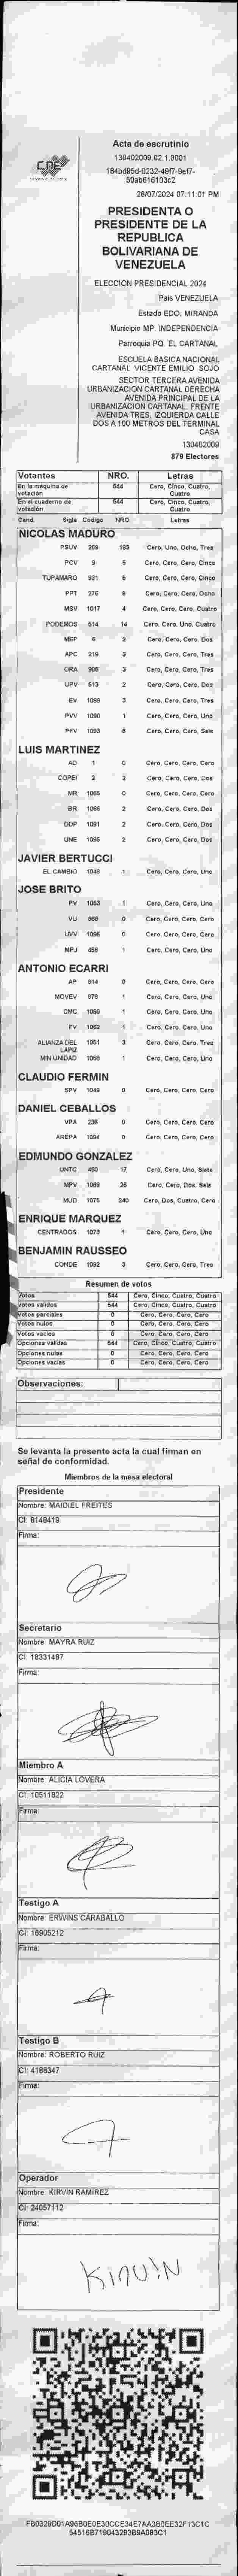 CNE
Acta de escrutinio
130402009.02.1.0001
28/07/2024 07:11:01 PM
PRESIDENTA O
PRESIDENTE DE LA
REPUBLICA
BOLIVARIANA DE
VENEZUELA
ELECCIÓN PRESIDENCIAL 2024
País VENEZUELA
Estado EDO. MIRANDA
Municipio MP. INDEPENDENCIA
Parroquia PQ. EL CARTANAL
ESCUELA BASICA NACIONAL
CARTANAL VICENTE EMILIO SOJO
SECTOR TERCERA AVENIDA
URBANIZACION CARTANAL DERECHA
AVENIDA PRINCIPAL DE LA
URBANIZACION CARTANAL. FRENTE
AVENIDA TRES. IZQUIERDA CALLE
DOS A 100 METROS DEL TERMINAL
CASA
130402009
879 Electores
Votantes NRO. Letras
En la máquina de votación 544 Cero, Cinco, Cuatro, Cuatro
En el cuaderno de votación 544 Cero, Cinco, Cuatro, Cuatro
Cand. Sigla Código NRO. Letras
NICOLAS MADURO
PSUV 269 183 Cero, Uno, Ocho, Tres
PCV 9 5 Cero, Cero, Cero, Cinco
TUPAMARO 931 5 Cero, Cero, Cero, Cinco
PPT 276 8 Cero, Cero, Cero, Ocho
MSV 1017 4 Cero, Cero, Cero, Cuatro
PODEMOS 514 14 Cero, Cero, Uno, Cuatro
MEP 6 2 Cero, Cero, Cero, Dos
APC 219 3 Cero, Cero, Cero, Tres
ORA 906 3 Cero, Cero, Cero, Tres
UPV 513 2 Cero, Cero, Cero, Dos
EV 1089 3 Cero, Cero, Cero, Tres
PVV 1090 1 Cero, Cero, Cero, Uno
PFV 1093 6 Cero, Cero, Cero, Seis
LUIS MARTINEZ
AD 1 0 Cero, Cero, Cero, Cero
COPEI 2 2 Cero, Cero, Cero, Dos
MR 1065 0 Cero, Cero, Cero, Cero
BR 1066 2 Cero, Cero, Cero, Dos
DDP 1091 2 Cero, Cero, Cero, Dos
UNE 1095 2 Cero, Cero, Cero, Dos
JAVIER BERTUCCI
EL CAMBIO 1048 1 Cero, Cero, Cero, Uno
JOSE BRITO
PV 1053 1 Cero, Cero, Cero, Uno
VU 868 0 Cero, Cero, Cero, Cero
UVV 1096 0 Cero, Cero, Cero, Cero
MPJ 458 1 Cero, Cero, Cero, Uno
ANTONIO ECARRI
AP 814 0 Cero, Cero, Cero, Cero
MOVEV 979 1 Cero, Cero, Cero, Uno
CMC 1050 1 Cero, Cero, Cero, Uno
FV 1062 1 Cero, Cero, Cero, Uno
ALIANZA DEL LAPIZ 1051 3 Cero, Cero, Cero, Tres
MIN UNIDAD 1068 1 Cero, Cero, Cero, Uno
CLAUDIO FERMIN
SPV 1049 0 Cero, Cero, Cero, Cero
DANIEL CEBALLOS
VPA 236 0 Cero, Cero, Cero, Cero
AREPA 1094 0 Cero, Cero, Cero, Cero
EDMUNDO GONZALEZ
UNTC 460 17 Cero, Cero, Uno, Siete
MPV 1069 26 Cero, Cero, Dos, Seis
MUD 1075 240 Cero, Dos, Cuatro, Cero
ENRIQUE MARQUEZ
CENTRADOS 1073 1 Cero, Cero, Cero, Uno
BENJAMIN RAUSSEO
CONDE 1092 3 Cero, Cero, Cero, Tres
Resumen de votos
Votos 544 Cero, Cinco, Cuatro, Cuatro
Votos válidos 544 Cero, Cinco, Cuatro, Cuatro
Votos parciales 0 Cero, Cero, Cero, Cero
Votos nulos 0 Cero, Cero, Cero, Cero
Votos vacíos 0 Cero, Cero, Cero, Cero
Opciones válidas 544 Cero, Cinco, Cuatro, Cuatro
Opciones nulas 0 Cero, Cero, Cero, Cero
Opciones vacías 0 Cero, Cero, Cero, Cero
Observaciones:
Se levanta la presente acta la cual firman en
señal de conformidad.
Miembros de la mesa electoral
Presidente
Nombre: MAIDIEL FREITES
CI: 8148419
Firma:
Secretario
Nombre: MAYRA RUIZ
CI: 18331487
Firma:
Miembro A
Nombre: ALICIA LOVERA
CI: 10511822
Firma:
Testigo A
Nombre: ERWINS CARABALLO
CI: 16905212
Firma:
Testigo B
Nombre: ROBERTO RUIZ
CI: 4188347
Firma:
Operador
Nombre: KIRVIN RAMIREZ
CI: 24057112
Firma:
KIRVIN